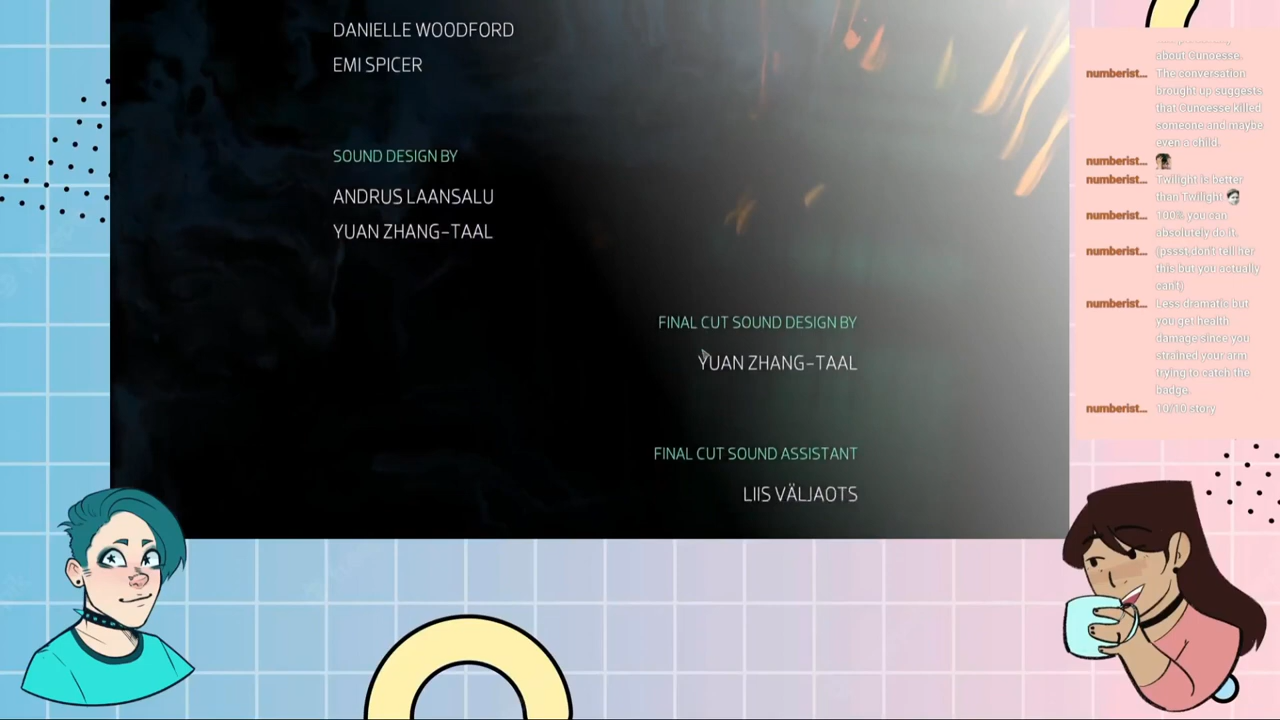 DANIELLE WOODFORD
EMI SPICER
SOUND DESIGN BY
ANDRUS LAANSALU
YUAN ZHANG-TAAL
FINAL CUT SOUND DESIGN BY
YUAN ZHANG-TAAL
FINAL CUT SOUND ASSISTANT
LIIS VÄLJAOTS
about Cunoesse.
numberist... The conversation
brought up suggests
that Cunoesse killed
someone and maybe
even a child.
numberist...
numberist... Twilight is better
than Twilight
numberist... 100% you can
absolutely do it.
numberist... (pssst,don't tell her
this but you actually
can't)
numberist... Less dramatic but
you get health
damage since you
strained your arm
trying to catch the
badge.
numberist... 10/10 story